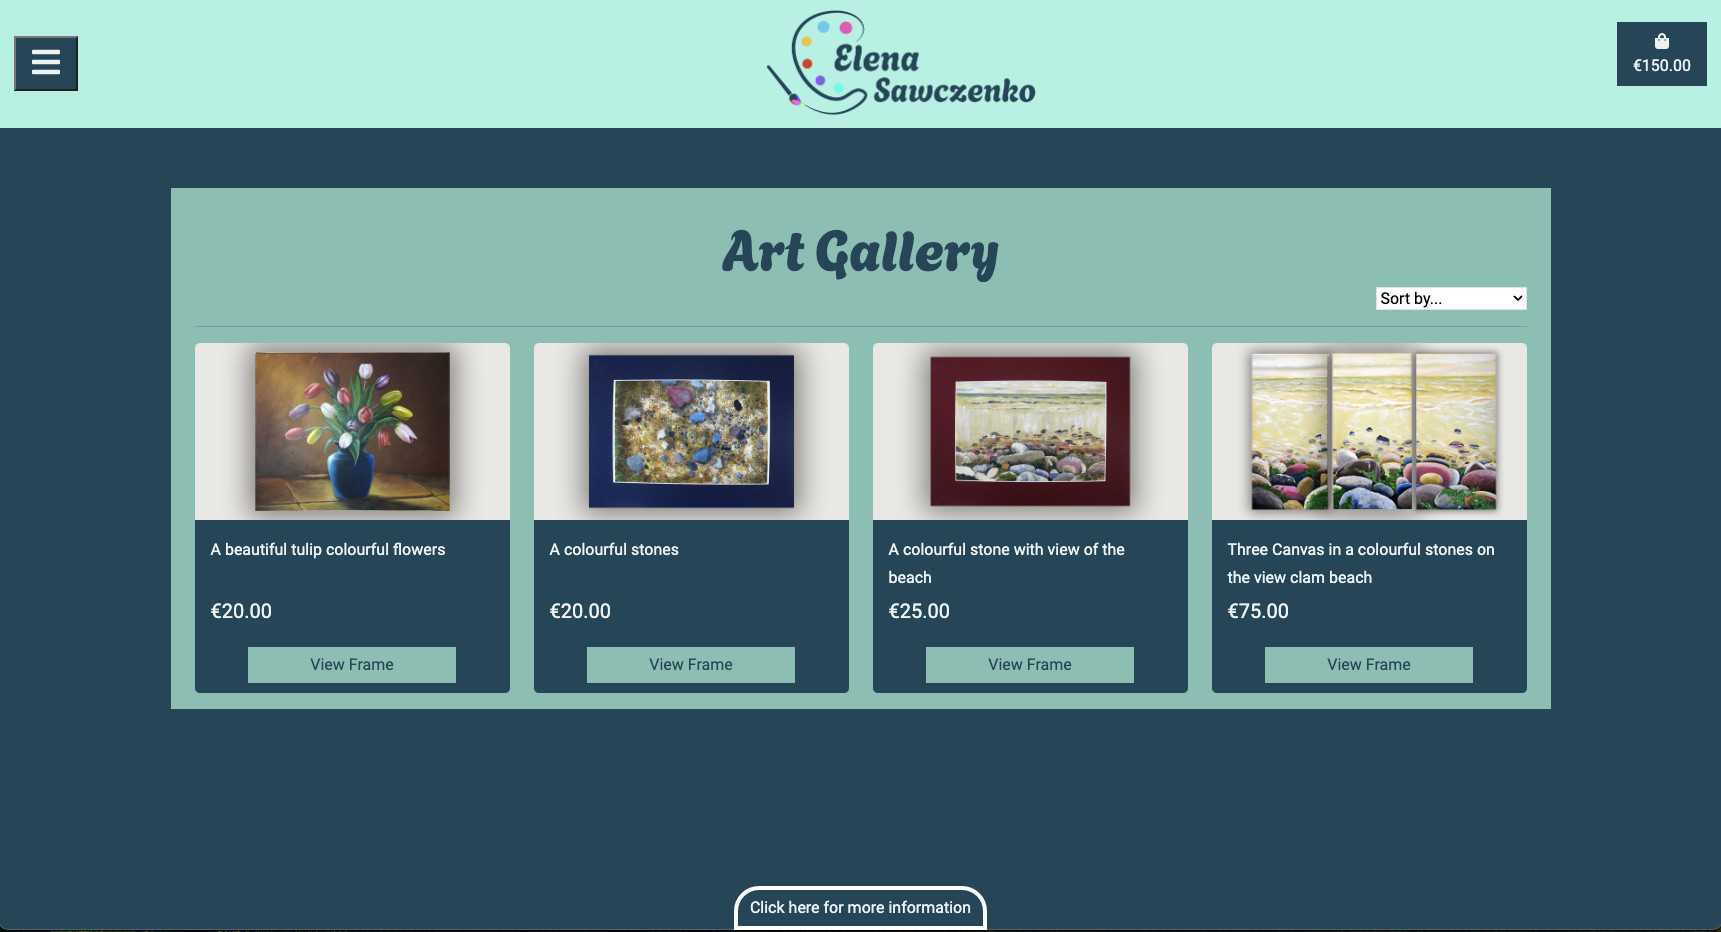 Elena
Sawczenko
€150.00
Art Gallery
Sort by...
A beautiful tulip colourful flowers
€20.00
View Frame
A colourful stones
€20.00
View Frame
A colourful stone with view of the
beach
€25.00
View Frame
Three Canvas in a colourful stones on
the view clam beach
€75.00
View Frame
Click here for more information